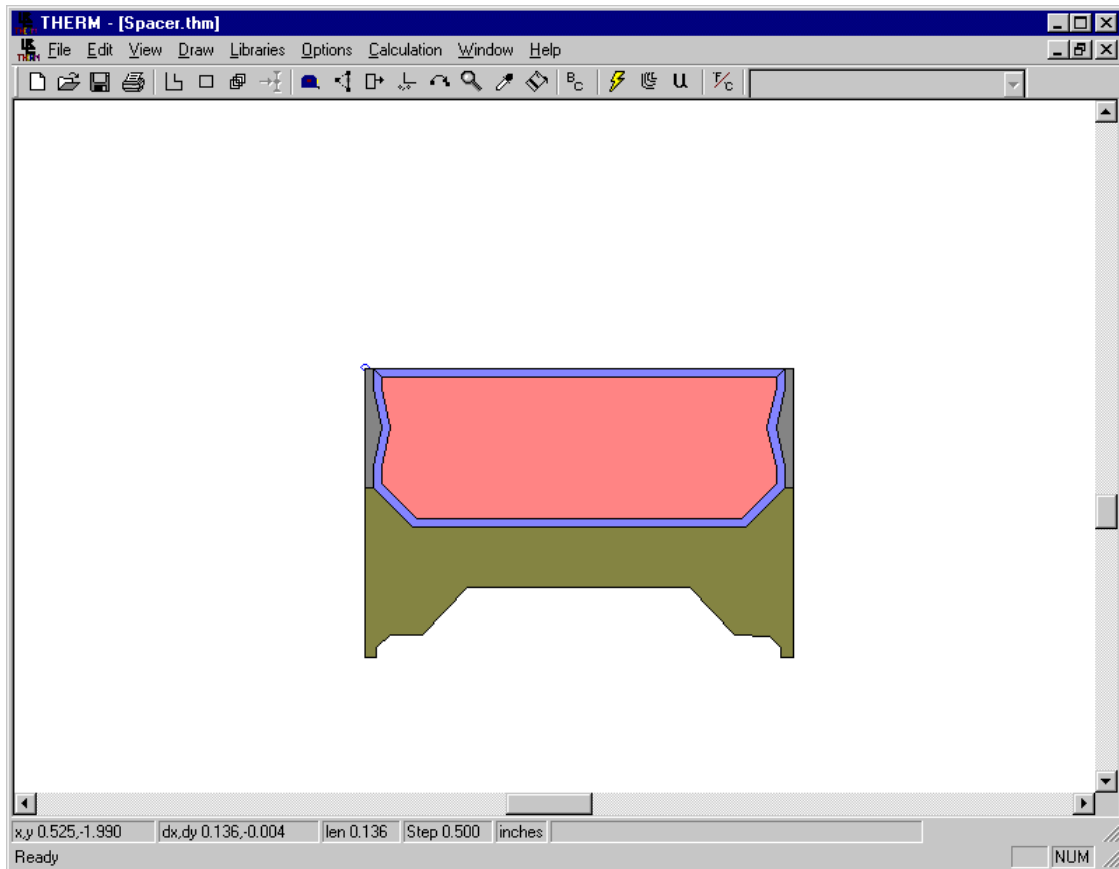 THERM - [Spacer.thm]
File Edit View Draw Libraries Options Calculation Window Help
B C U F/C
x,y 0.525,-1.990 dx,dy 0.136,-0.004 len 0.136 Step 0.500 inches
Ready NUM